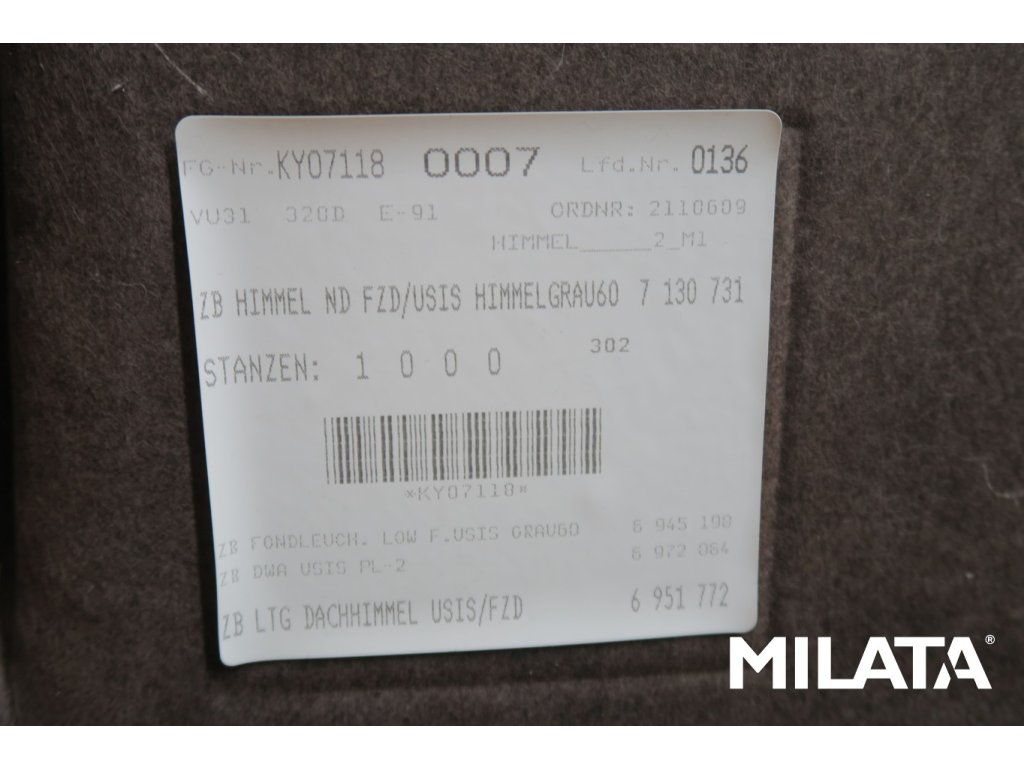 FG-Nr.KY07118 0007 Lfd.Nr. 0136
VU31 320D E-91 ORDNR: 2110609
HIMMEL_____2_M1
ZB HIMMEL ND FZD/USIS HIMMELGRAU60 7 130 731
STANZEN: 1 0 0 0 302
*KY07118*
ZB FONDLEUCH. LOW F.USIS GRAU60 6 945 190
ZB DWA USIS PL-2 6 972 064
ZB LTG DACHHIMMEL USIS/FZD 6 951 772
MILATA®